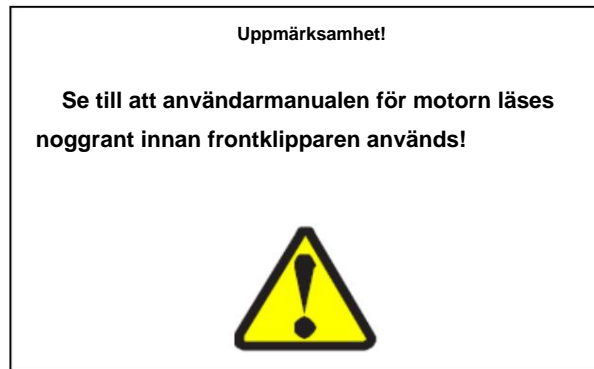 Uppmärksamhet!
Se till att användarmanualen för motorn läses
noggrant innan frontklipparen används!